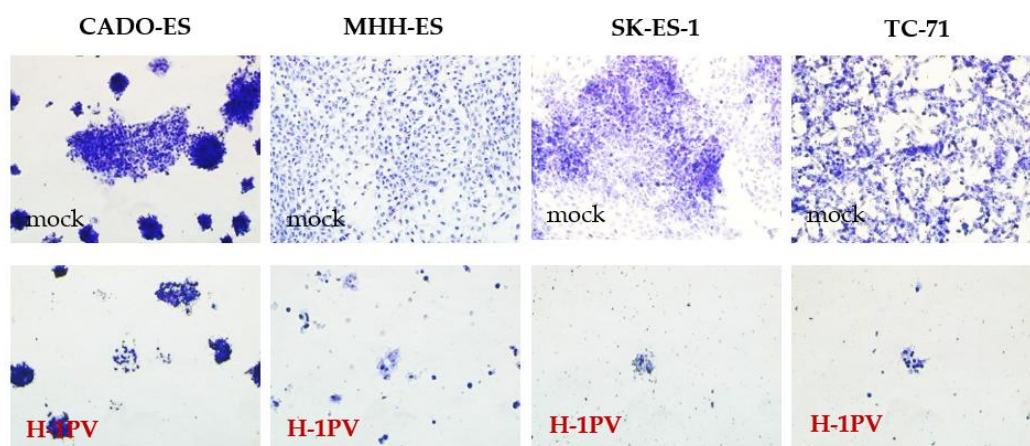 CADO-ES MHH-ES SK-ES-1 TC-71
mock mock mock mock
H-1PV H-1PV H-1PV H-1PV